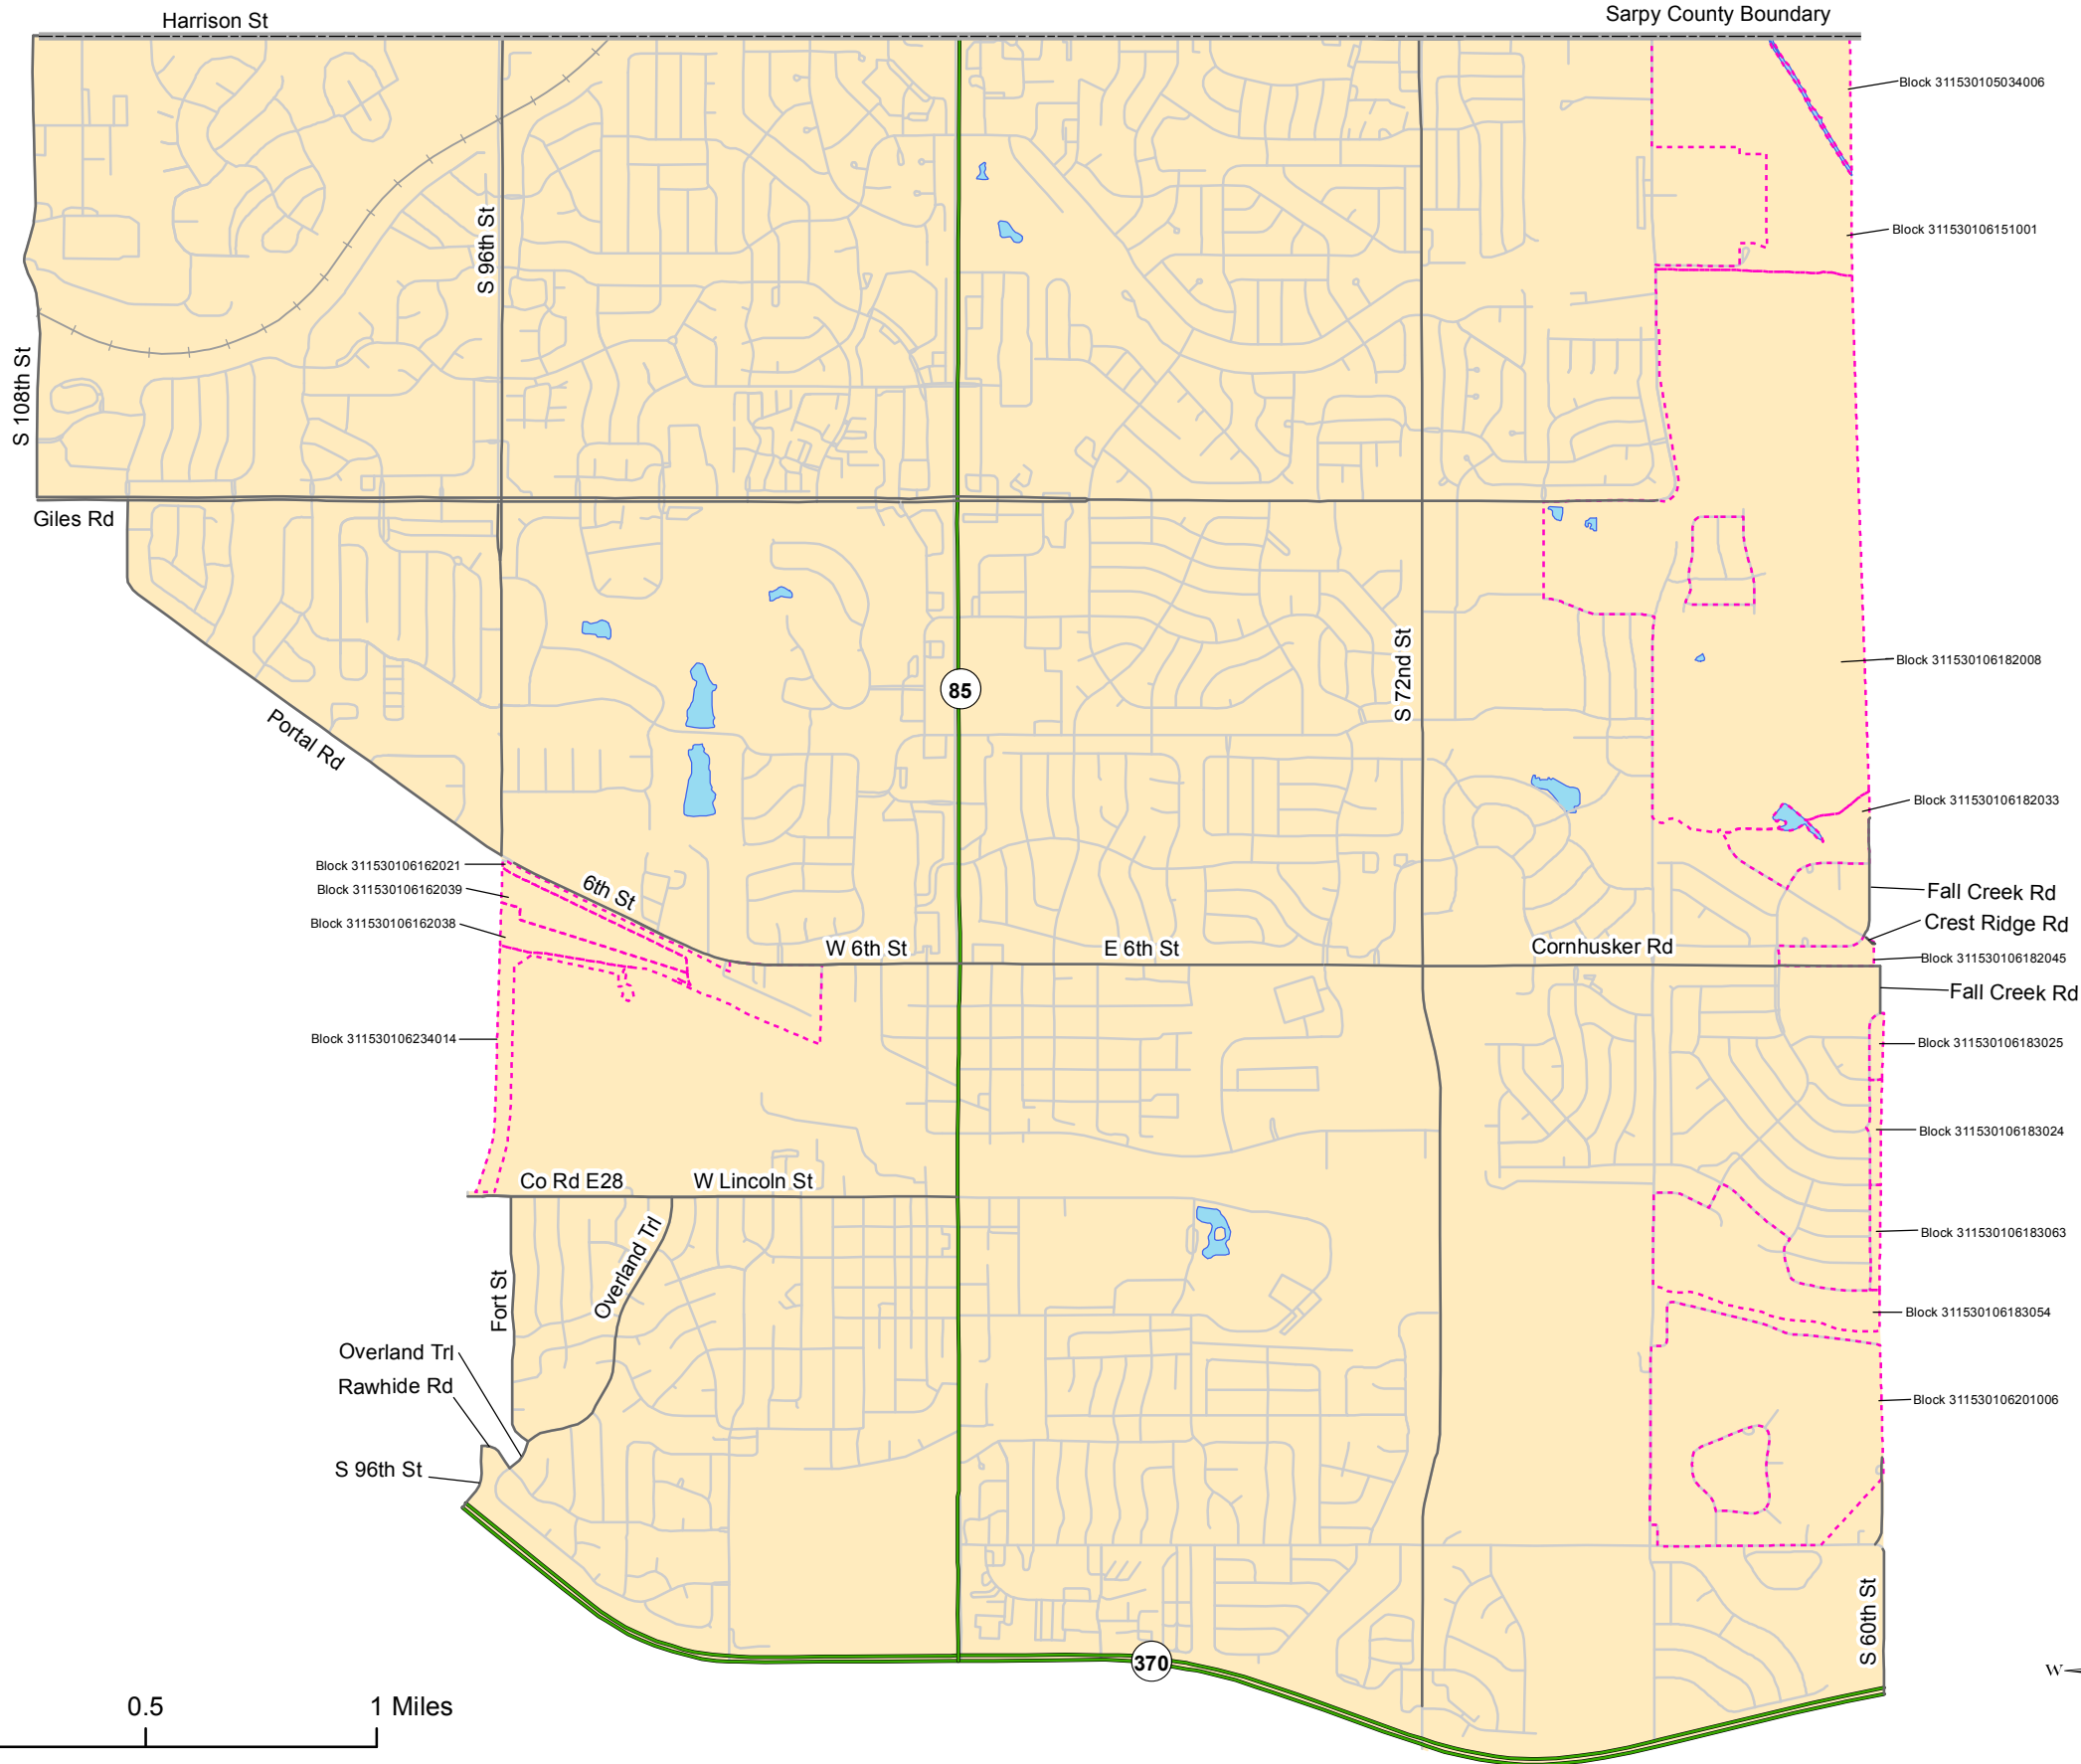 Harrison St
Sarpy County Boundary
Block 311530105034006
S 96th St
Block 311530106151001
S 108th St
Giles Rd
S 72nd St
85
Block 311530106182008
Portal Rd
Block 311530106182033
Block 311530106162021
Block 311530106162039
6th St
Fall Creek Rd
Block 311530106162038
Crest Ridge Rd
W 6th St
E 6th St
Cornhusker Rd
Block 311530106182045
Fall Creek Rd
Block 311530106234014
Block 311530106183025
Block 311530106183024
Co Rd E28
W Lincoln St
Block 311530106183063
Overland Trl
Fort St
Block 311530106183054
Overland Trl
Rawhide Rd
Block 311530106201006
S 96th St
S 60th St
370
W
0.5
1 Miles